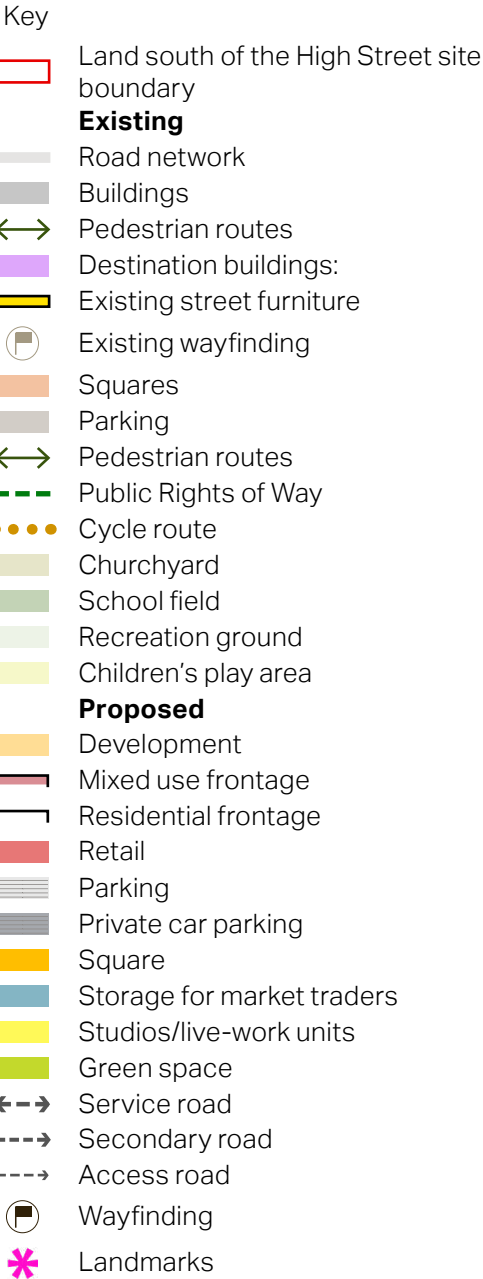 Key
Land south of the High Street site
boundary
Existing
Road network
Buildings
Pedestrian routes
Destination buildings:
Existing street furniture
Existing wayfinding
Squares
Parking
Pedestrian routes
Public Rights of Way
Cycle route
Churchyard
School field
Recreation ground
Children’s play area
Proposed
Development
Mixed use frontage
Residential frontage
Retail
Parking
Private car parking
Square
Storage for market traders
Studios/live-work units
Green space
Service road
Secondary road
Access road
Wayfinding
Landmarks